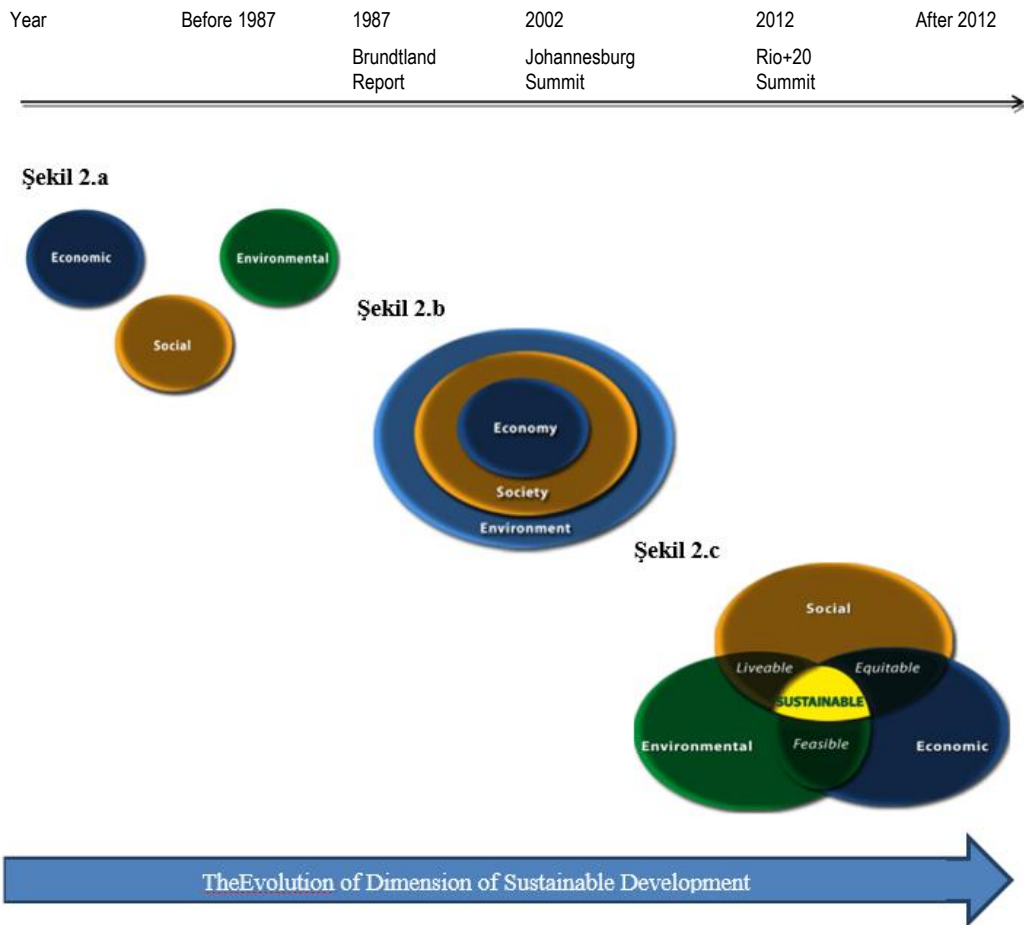 Year Before 1987 1987 2002 2012 After 2012
Brundtland Johannesburg Rio+20
Report Summit Summit
Şekil 2.a
Economic Environmental
Social
Şekil 2.b
Economy
Society
Environment
Şekil 2.c
Social
Liveable Equitable
SUSTAINABLE
Environmental Feasible Economic
TheEvolution of Dimension of Sustainable Development